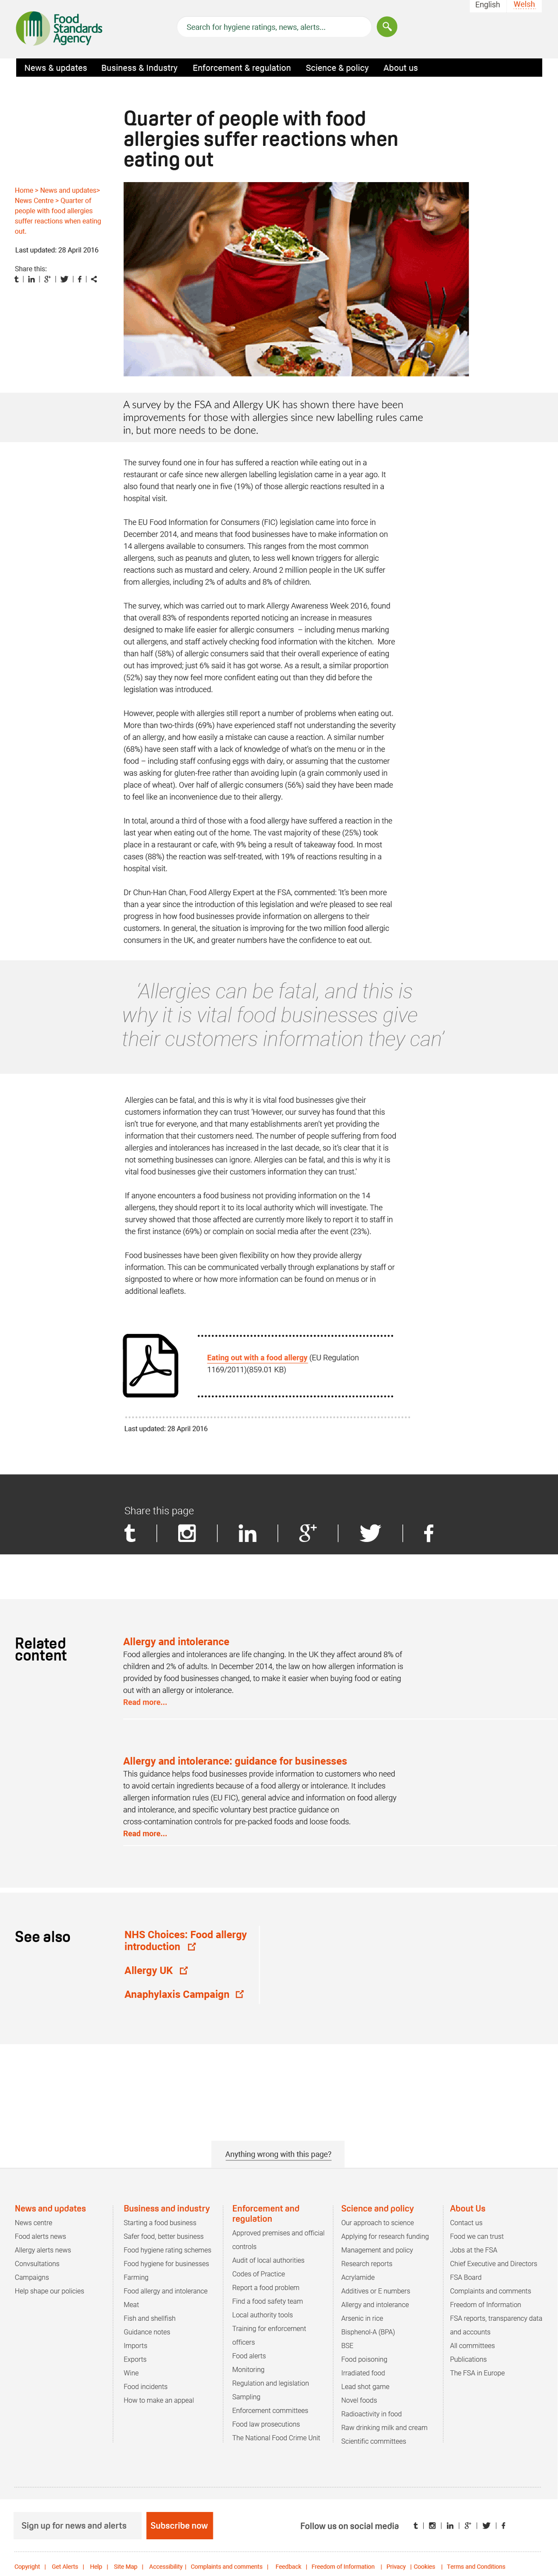 English
Welsh
Food
Standards
Agency
Search for hygiene ratings, news, alerts...
News & updates
Business & Industry
Enforcement & regulation
Science & policy
About us
Quarter of people with food
allergies suffer reactions when
eating out
Home > News and updates>
News Centre > Quarter of
people with food allergies
suffer reactions when eating
out.
Last updated: 28 April 2016
Share this:
A survey by the FSA and Allergy UK has shown there have been
improvements for those with allergies since new labelling rules came
in, but more needs to be done.
The survey found one in four has suffered a reaction while eating out in a
restaurant or cafe since new allergen labelling legislation came in a year ago. It
also found that nearly one in five (19%) of those allergic reactions resulted in a
hospital visit.
The EU Food Information for Consumers (FIC) legislation came into force in
December 2014, and means that food businesses have to make information on
14 allergens available to consumers. This ranges from the most common
allergens, such as peanuts and gluten, to less well known triggers for allergic
reactions such as mustard and celery. Around 2 million people in the UK suffer
from allergies, including 2% of adults and 8% of children.
The survey, which was carried out to mark Allergy Awareness Week 2016, found
that overall 83% of respondents reported noticing an increase in measures
designed to make life easier for allergic consumers – including menus marking
out allergens, and staff actively checking food information with the kitchen. More
than half (58%) of allergic consumers said that their overall experience of eating
out has improved; just 6% said it has got worse. As a result, a similar proportion
(52%) say they now feel more confident eating out than they did before the
legislation was introduced.
However, people with allergies still report a number of problems when eating out.
More than two-thirds (69%) have experienced staff not understanding the severity
of an allergy, and how easily a mistake can cause a reaction. A similar number
(68%) have seen staff with a lack of knowledge of what's on the menu or in the
food – including staff confusing eggs with dairy, or assuming that the customer
was asking for gluten-free rather than avoiding lupin (a grain commonly used in
place of wheat). Over half of allergic consumers (56%) said they have been made
to feel like an inconvenience due to their allergy.
In total, around a third of those with a food allergy have suffered a reaction in the
last year when eating out of the home. The vast majority of these (25%) took
place in a restaurant or cafe, with 9% being a result of takeaway food. In most
cases (88%) the reaction was self-treated, with 19% of reactions resulting in a
hospital visit.
Dr Chun-Han Chan, Food Allergy Expert at the FSA, commented: 'It's been more
than a year since the introduction of this legislation and we're pleased to see real
progress in how food businesses provide information on allergens to their
customers. In general, the situation is improving for the two million food allergic
consumers in the UK, and greater numbers have the confidence to eat out.
'Allergies can be fatal, and this is
why it is vital food businesses give
their customers information they can'
Allergies can be fatal, and this is why it is vital food businesses give their
customers information they can trust 'However, our survey has found that this
isn't true for everyone, and that many establishments aren't yet providing the
information that their customers need. The number of people suffering from food
allergies and intolerances has increased in the last decade, so it's clear that it is
not something businesses can ignore. Allergies can be fatal, and this is why it is
vital food businesses give their customers information they can trust.'
If anyone encounters a food business not providing information on the 14
allergens, they should report it to its local authority which will investigate. The
survey showed that those affected are currently more likely to report it to staff in
the first instance (69%) or complain on social media after the event (23%).
Food businesses have been given flexibility on how they provide allergy
information. This can be communicated verbally through explanations by staff or
signposted to where or how more information can be found on menus or in
additional leaflets.
Eating out with a food allergy (EU Regulation
1169/2011)(859.01 KB)
Last updated: 28 April 2016
Share this page
Related
content
Allergy and intolerance
Food allergies and intolerances are life changing. In the UK they affect around 8% of
children and 2% of adults. In December 2014, the law on how allergen information is
provided by food businesses changed, to make it easier when buying food or eating
out with an allergy or intolerance.
Read more...
Allergy and intolerance: guidance for businesses
This guidance helps food businesses provide information to customers who need
to avoid certain ingredients because of a food allergy or intolerance. It includes
allergen information rules (EU FIC), general advice and information on food allergy
and intolerance, and specific voluntary best practice guidance on
cross-contamination controls for pre-packed foods and loose foods.
Read more...
See also
NHS Choices: Food allergy
introduction
Allergy UK
Anaphylaxis Campaign
Anything wrong with this page?
News and updates
News centre
Food alerts news
Allergy alerts news
Convsultations
Campaigns
Help shape our policies
Business and industry
Starting a food business
Safer food, better business
Food hygiene rating schemes
Food hygiene for businesses
Farming
Food allergy and intolerance
Meat
Fish and shellfish
Guidance notes
Imports
Exports
Wine
Food incidents
How to make an appeal
Enforcement and
regulation
Approved premises and official
controls
Audit of local authorities
Codes of Practice
Report a food problem
Find a food safety team
Local authority tools
Training for enforcement
officers
Food alerts
Monitoring
Regulation and legislation
Sampling
Enforcement committees
Food law prosecutions
The National Food Crime Unit
Science and policy
Our approach to science
Applying for research funding
Management and policy
Research reports
Acrylamide
Additives or E numbers
Allergy and intolerance
Arsenic in rice
Bisphenol-A (BPA)
BSE
Food poisoning
Irradiated food
Lead shot game
Novel foods
Radioactivity in food
Raw drinking milk and cream
Scientific committees
About Us
Contact us
Food we can trust
Jobs at the FSA
Chief Executive and Directors
FSA Board
Complaints and comments
Freedom of Information
FSA reports, transparency data
and accounts
All committees
Publications
The FSA in Europe
Sign up for news and alerts
Subscribe now
Follow us on social media
Copyright | Get Alerts | Help | Site Map | Accessibility | Complaints and comments | Feedback | Freedom of Information | Privacy | Cookies | Terms and Conditions